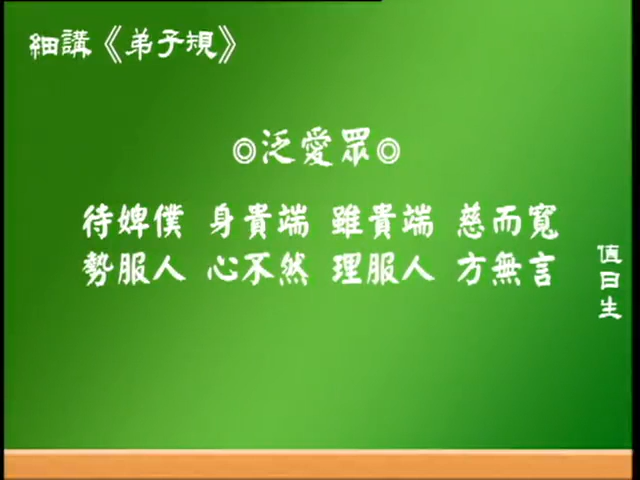 細講《弟子規》
◎泛愛眾◎
待婢僕 身貴端 雖貴端 慈而寬
勢服人 心不然 理服人 方無言
值日生